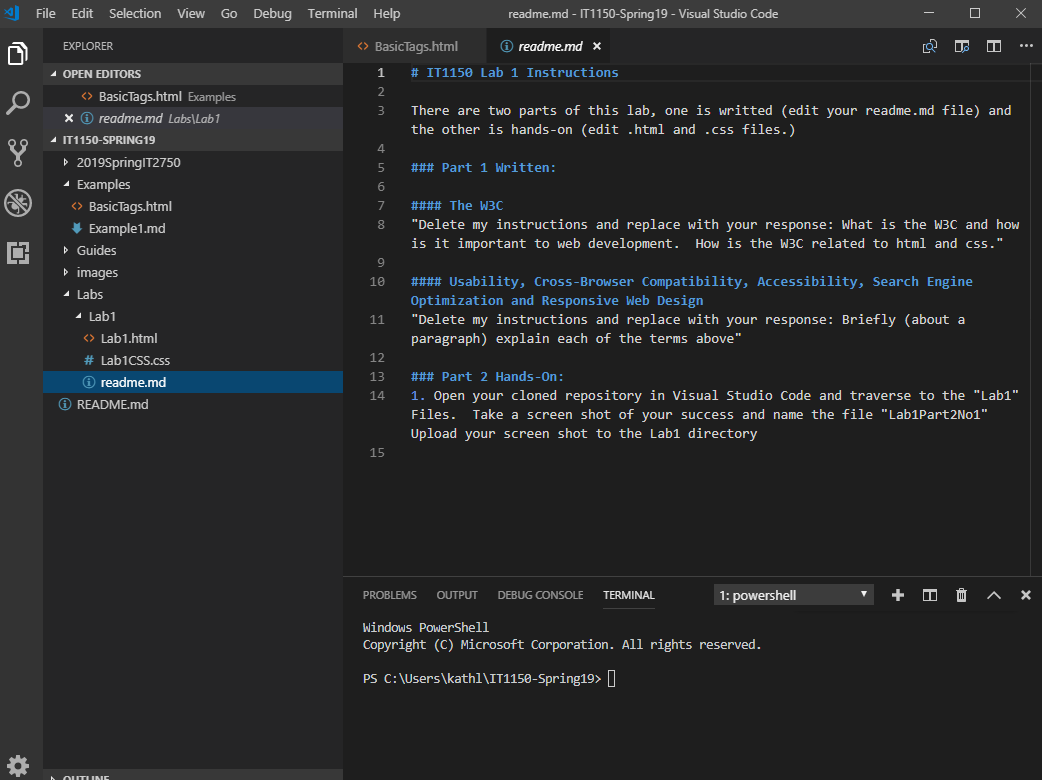 File Edit Selection View Go Debug Terminal Help readme.md - IT1150-Spring19 - Visual Studio Code
EXPLORER
OPEN EDITORS
<> BasicTags.html Examples
readme.md Labs\Lab1
IT1150-SPRING19
2019SpringIT2750
Examples
<> BasicTags.html
Example1.md
Guides
images
Labs
Lab1
<> Lab1.html
# Lab1CSS.css
readme.md
README.md
OUTLINE
<> BasicTags.html readme.md
1 # IT1150 Lab 1 Instructions
2
3 There are two parts of this lab, one is writted (edit your readme.md file) and
the other is hands-on (edit .html and .css files.)
4
5 ### Part 1 Written:
6
7 #### The W3C
8 "Delete my instructions and replace with your response: What is the W3C and how
is it important to web development.  How is the W3C related to html and css."
9
10 #### Usability, Cross-Browser Compatibility, Accessibility, Search Engine
Optimization and Responsive Web Design
11 "Delete my instructions and replace with your response: Briefly (about a
paragraph) explain each of the terms above"
12
13 ### Part 2 Hands-On:
14 1. Open your cloned repository in Visual Studio Code and traverse to the "Lab1"
Files.  Take a screen shot of your success and name the file "Lab1Part2No1"
Upload your screen shot to the Lab1 directory
15
PROBLEMS OUTPUT DEBUG CONSOLE TERMINAL 1: powershell
Windows PowerShell
Copyright (C) Microsoft Corporation. All rights reserved.
PS C:\Users\kathl\IT1150-Spring19>